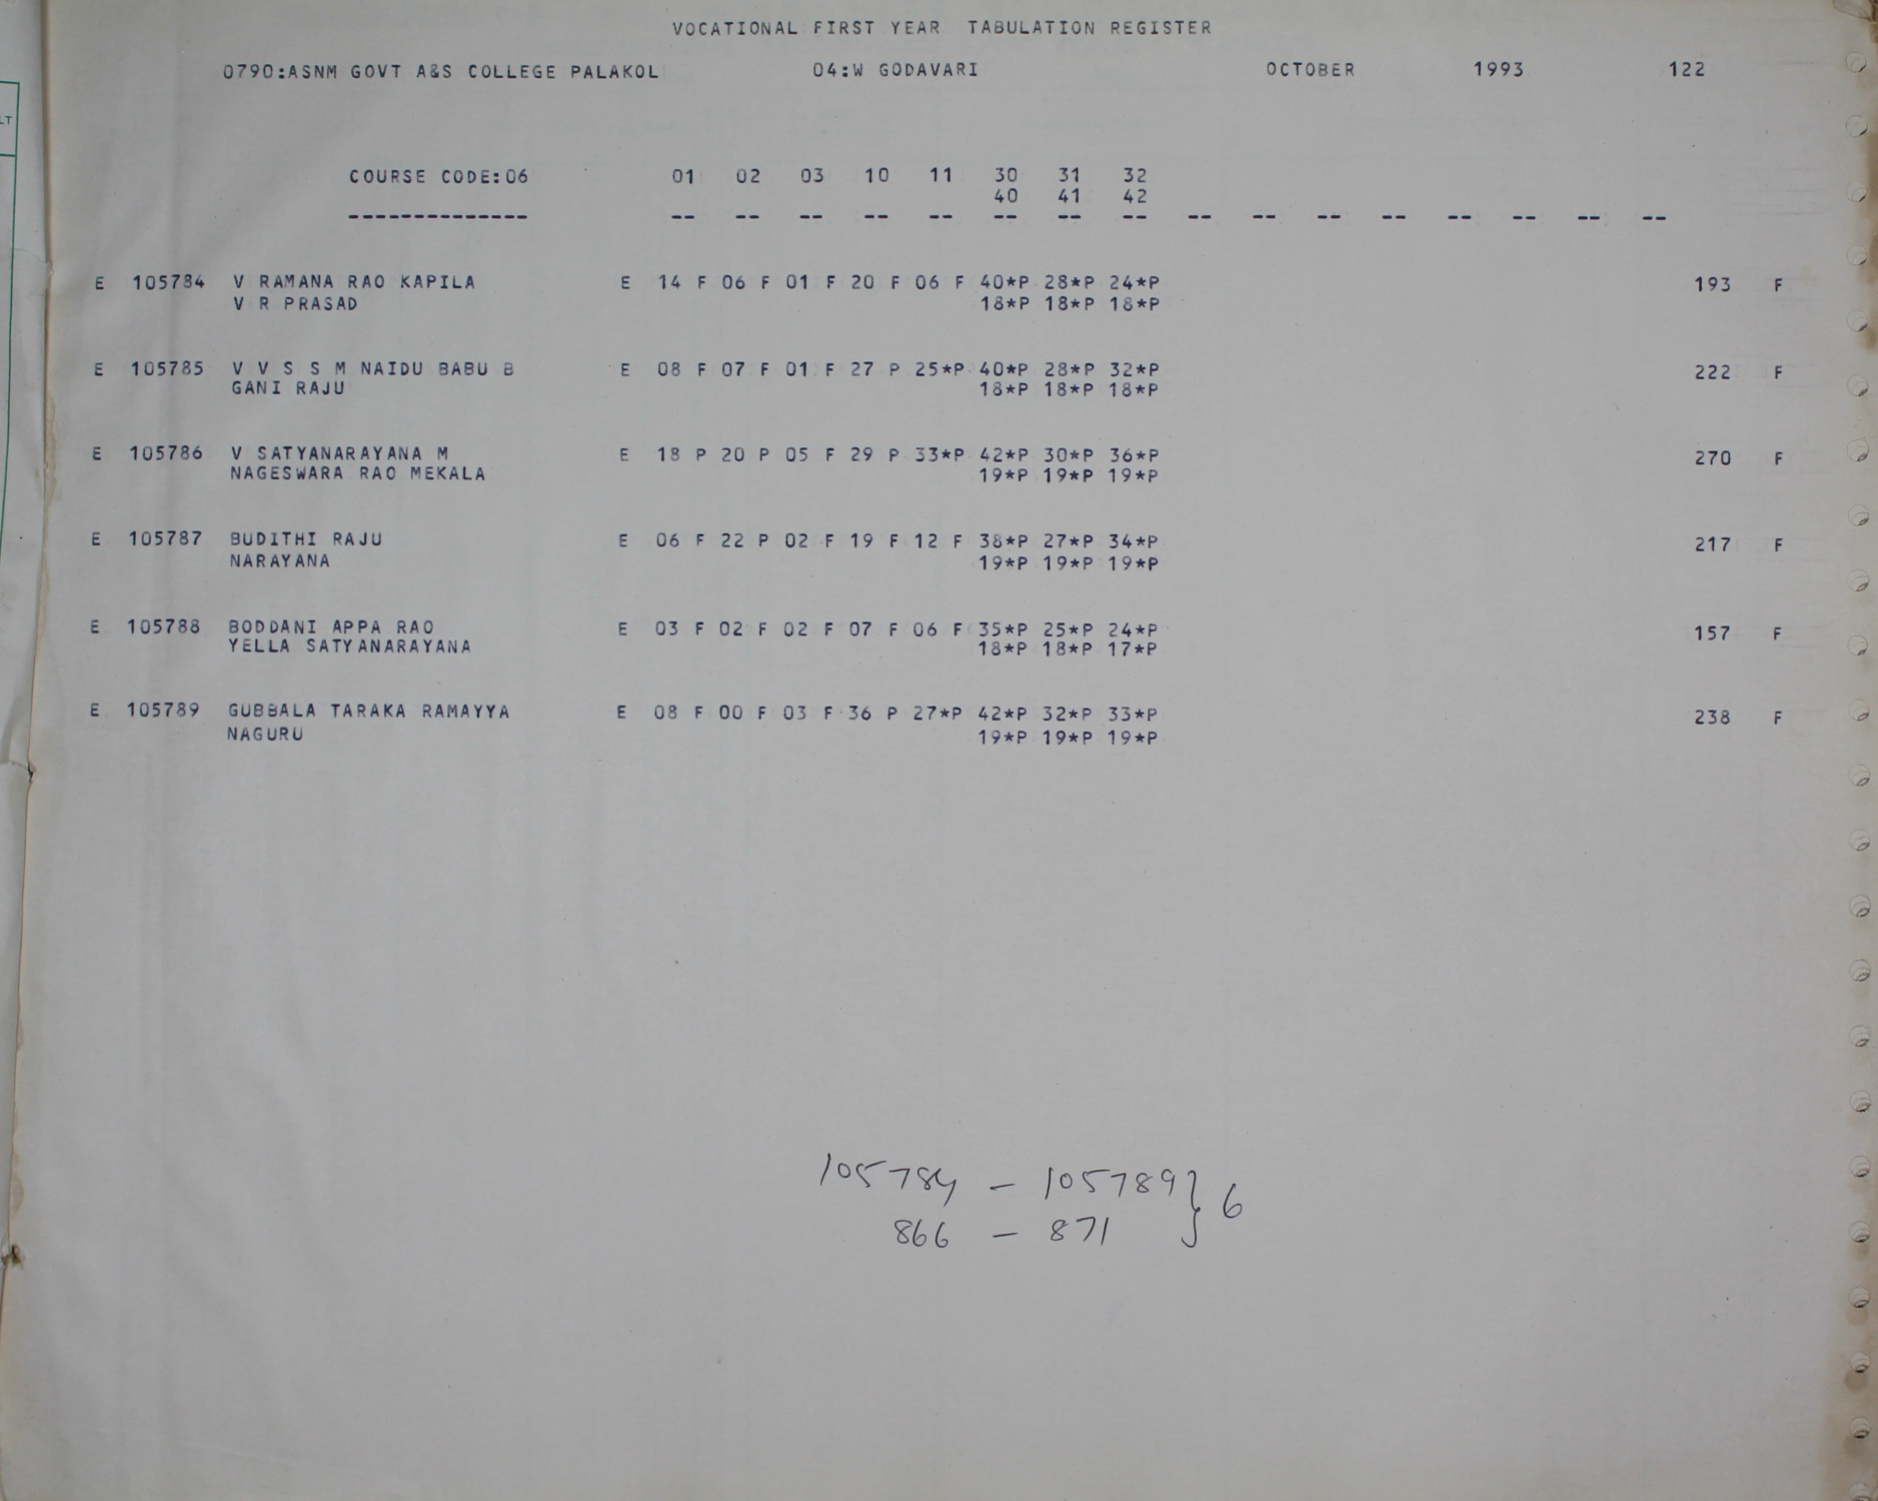 VOCATIONAL FIRST YEAR TABULATION REGISTER
0790:ASNM GOVT A&S COLLEGE PALAKOL 04:W GODAVARI OCTOBER 1993 122
LT
COURSE CODE:06 01 02 03 10 11 30 31 32
40 41 42
-------------- -- -- -- -- -- -- -- -- -- -- -- -- -- -- -- --
E 105784 V RAMANA RAO KAPILA E 14 F 06 F 01 F 20 F 06 F 40*P 28*P 24*P 193 F
V R PRASAD 18*P 18*P 18*P
E 105785 V V S S M NAIDU BABU B E 08 F 07 F 01 F 27 P 25*P 40*P 28*P 32*P 222 F
GANI RAJU 18*P 18*P 18*P
E 105786 V SATYANARAYANA M E 18 P 20 P 05 F 29 P 33*P 42*P 30*P 36*P 270 F
NAGESWARA RAO MEKALA 19*P 19*P 19*P
E 105787 BUDITHI RAJU E 06 F 22 P 02 F 19 F 12 F 38*P 27*P 34*P 217 F
NARAYANA 19*P 19*P 19*P
E 105788 BODDANI APPA RAO E 03 F 02 F 02 F 07 F 06 F 35*P 25*P 24*P 157 F
YELLA SATYANARAYANA 18*P 18*P 17*P
E 105789 GUBBALA TARAKA RAMAYYA E 08 F 00 F 03 F 36 P 27*P 42*P 32*P 33*P 238 F
NAGURU 19*P 19*P 19*P
105784 - 105789 } 6
866 - 871